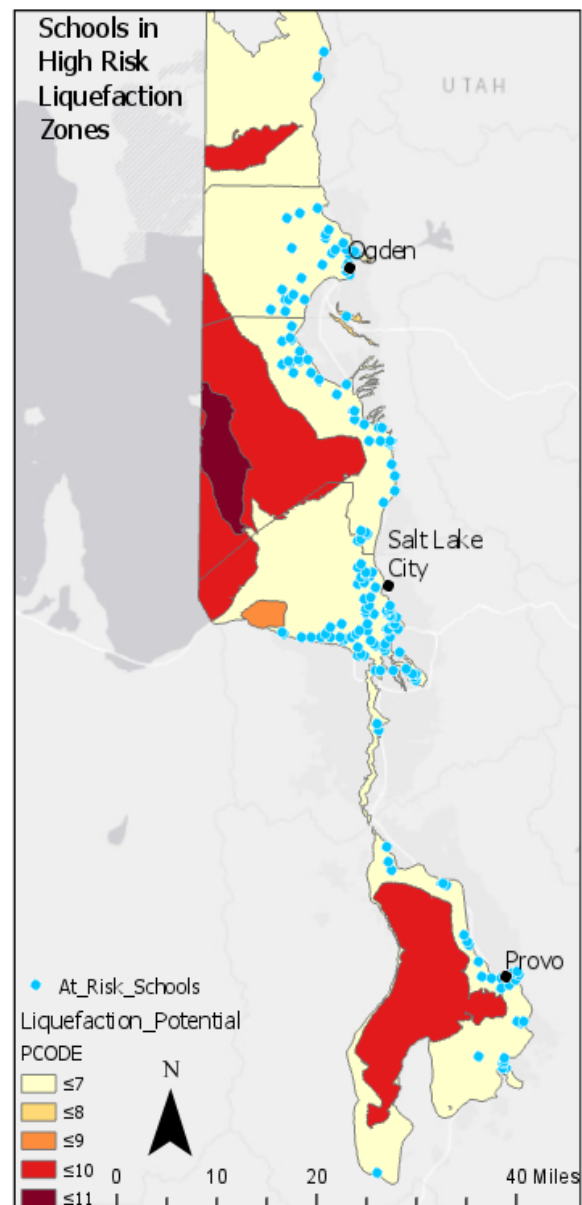 Schools in
High Risk
Liquefaction
Zones
UTAH
Ogden
Salt Lake
City
Provo
At_Risk_Schools
Liquefaction_Potential
PCODE
≤7
≤8
≤9
≤10
≤11
N
0 10 20 40 Miles